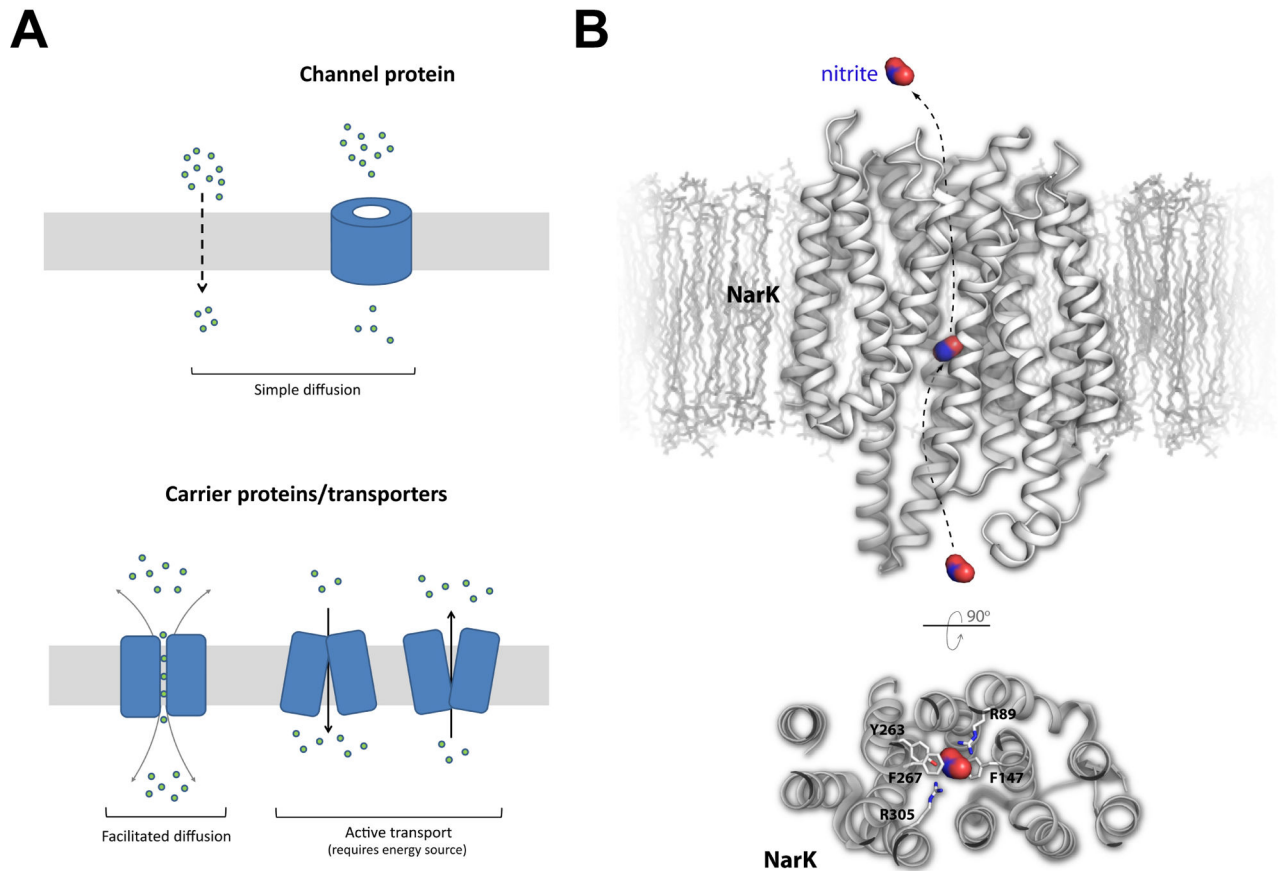 A
Channel protein
Simple diffusion
Carrier proteins/transporters
Facilitated diffusion
Active transport
(requires energy source)
B
nitrite
NarK
90°
R89
Y263
F267
F147
R305
NarK